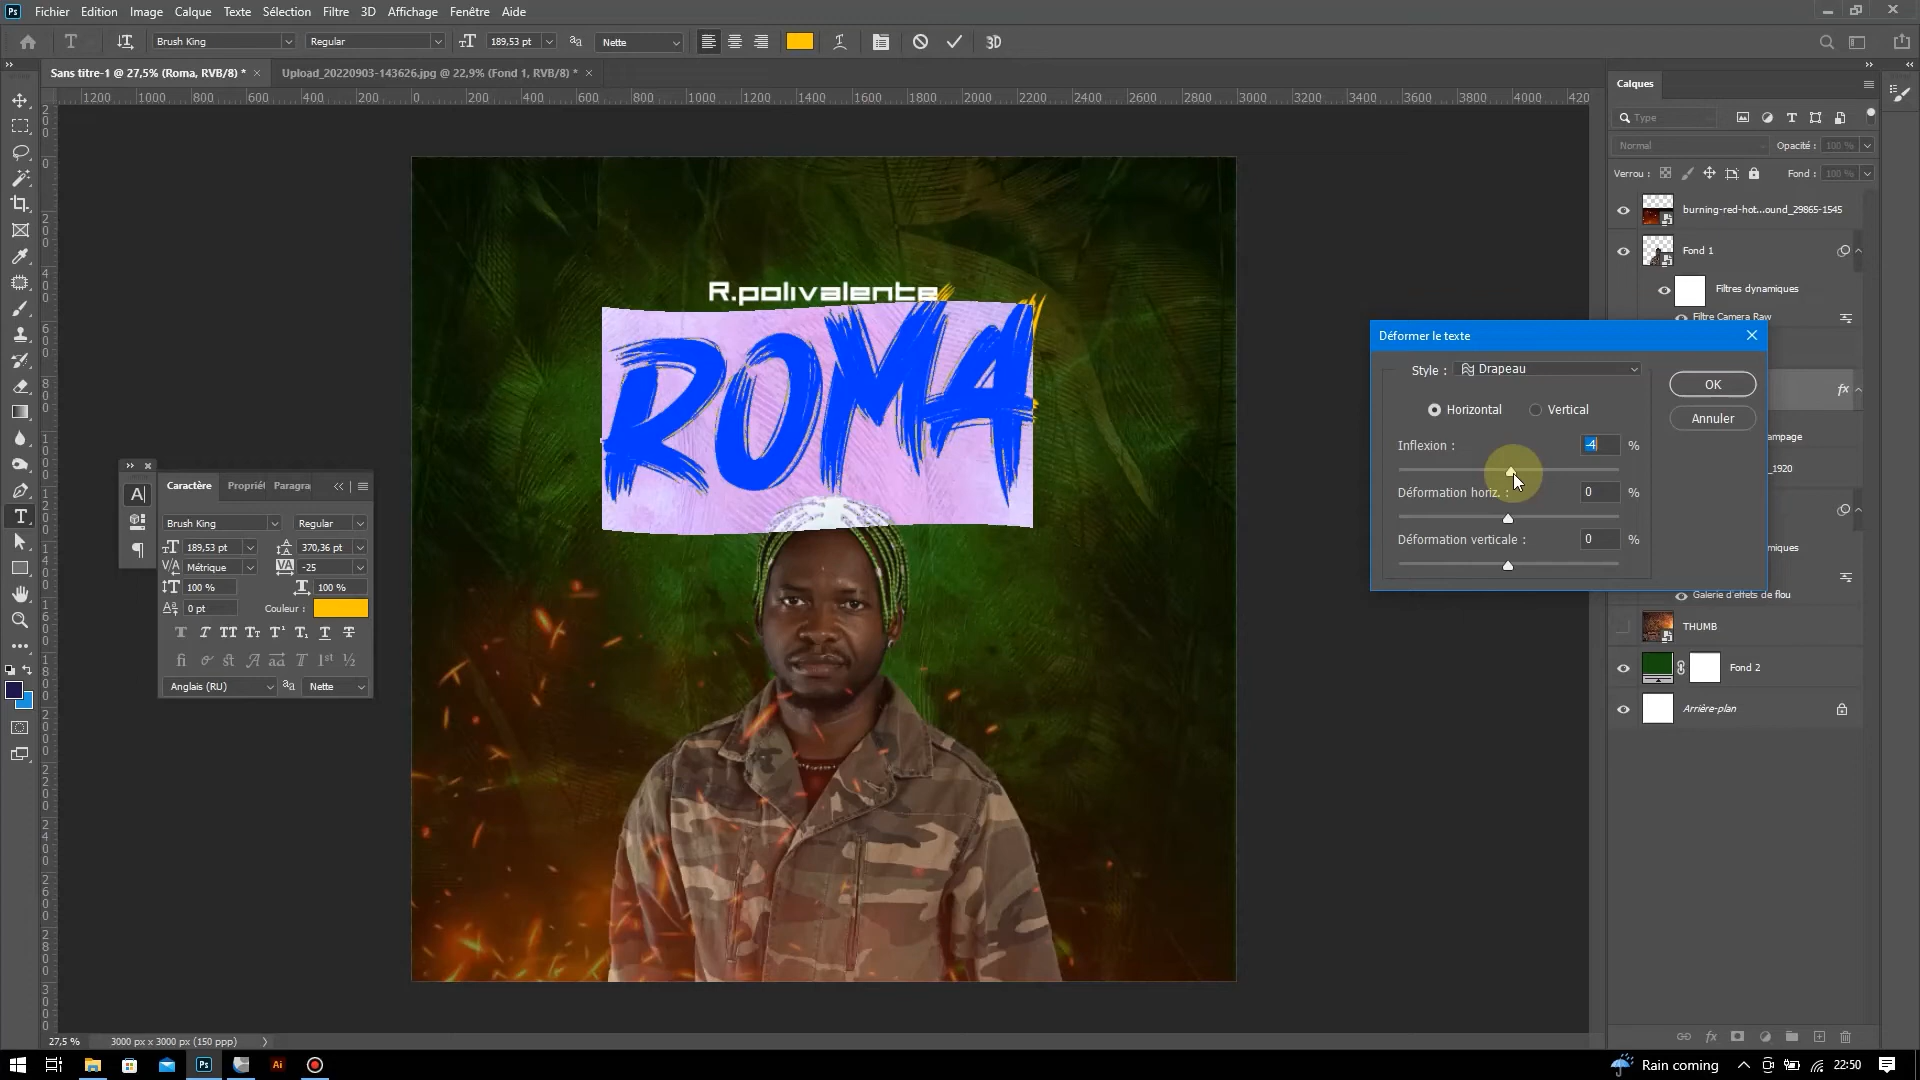 Ps Fichier Edition Image Calque Texte Sélection Filtre 3D Affichage Fenêtre Aide
Brush King Regular 189,53 pt Nette 3D
Sans titre-1 @ 27,5% (Roma, RVB/8) * Upload_20220903-143626.jpg @ 22,9% (Fond 1, RVB/8) *
1200 1000 800 600 400 200 0 200 400 600 800 1000 1200 1400 1600 1800 2000 2200 2400 2600 2800 3000 3200 3400 3600 3800 4000 420
Calques
Type
Normal Opacité : 100 %
Verrou : Fond : 100 %
burning-red-hot...ound_29865-1545
Fond 1
Filtres dynamiques
Filtre Camera Raw
R.polivalente
ROMA
Déformer le texte
Style : Drapeau
OK
Horizontal Vertical
Annuler
Inflexion : -4 %
Déformation horiz. : 0 %
Déformation verticale : 0 %
fx
ampage
_1920
miques
Galerie d'effets de flou
THUMB
Fond 2
Arrière-plan
Caractère Propriét Paragra
Brush King Regular
189,53 pt 370,36 pt
Métrique -25
100 % 100 %
0 pt Couleur :
Anglais (RU) Nette
27,5 % 3000 px x 3000 px (150 ppp)
Ps Ai Rain coming 22:50